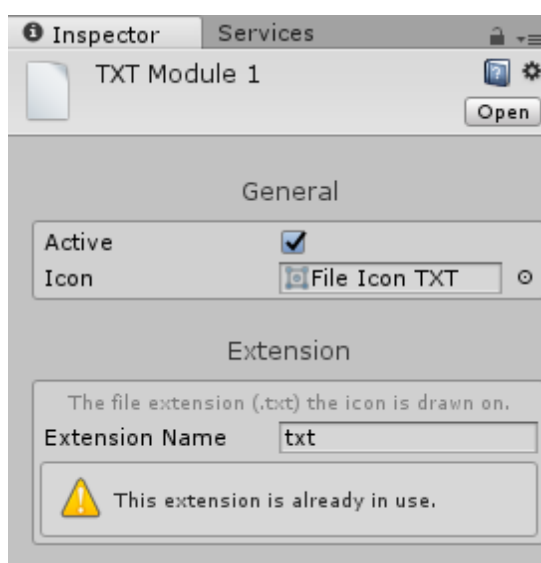 Inspector Services
TXT Module 1
Open
General
Active
Icon File Icon TXT
Extension
The file extension (.txt) the icon is drawn on.
Extension Name txt
This extension is already in use.